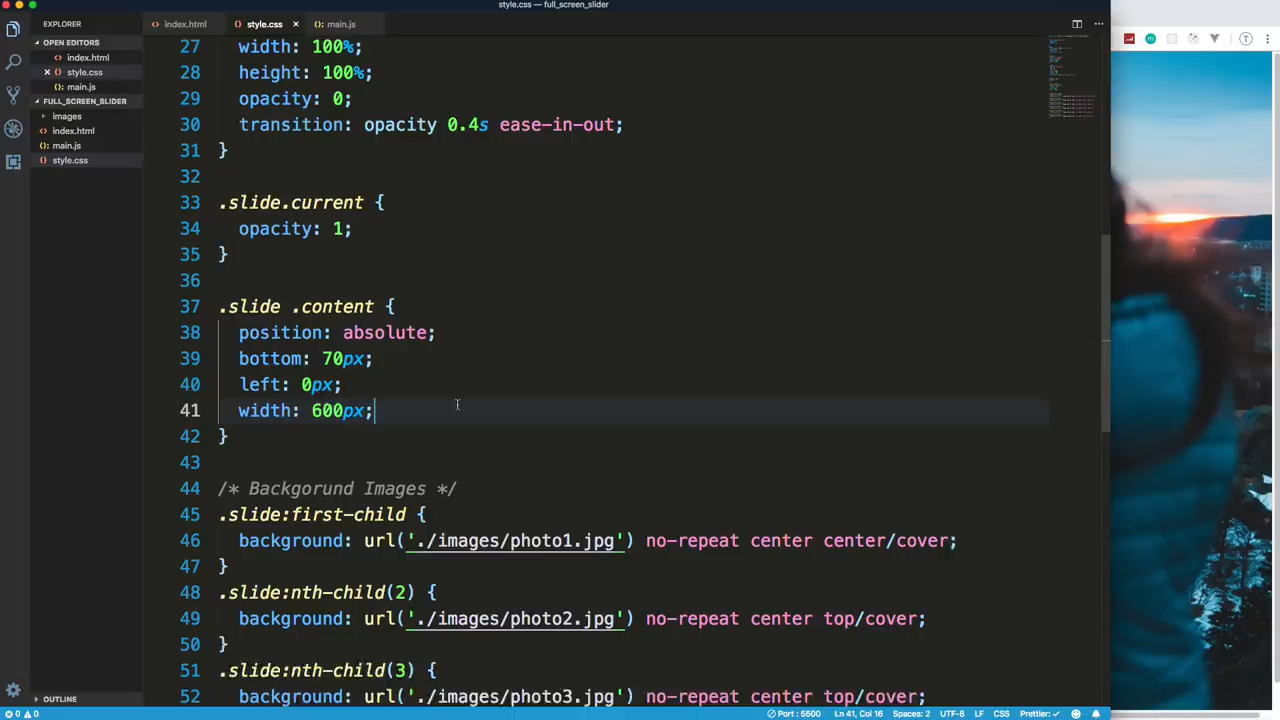 style.css — full_screen_slider
EXPLORER
index.html
style.css ×
main.js
OPEN EDITORS
index.html
× style.css
main.js
FULL_SCREEN_SLIDER
images
index.html
main.js
style.css
OUTLINE
27 width: 100%;
28 height: 100%;
29 opacity: 0;
30 transition: opacity 0.4s ease-in-out;
31 }
32
33 .slide.current {
34 opacity: 1;
35 }
36
37 .slide .content {
38 position: absolute;
39 bottom: 70px;
40 left: 0px;
41 width: 600px;
42 }
43
44 /* Backgorund Images */
45 .slide:first-child {
46 background: url('./images/photo1.jpg') no-repeat center center/cover;
47 }
48 .slide:nth-child(2) {
49 background: url('./images/photo2.jpg') no-repeat center top/cover;
50 }
51 .slide:nth-child(3) {
52 background: url('./images/photo3.jpg') no-repeat center top/cover;
0 0 Port : 5500 Ln 41, Col 16 Spaces: 2 UTF-8 LF CSS Prettier: ✓